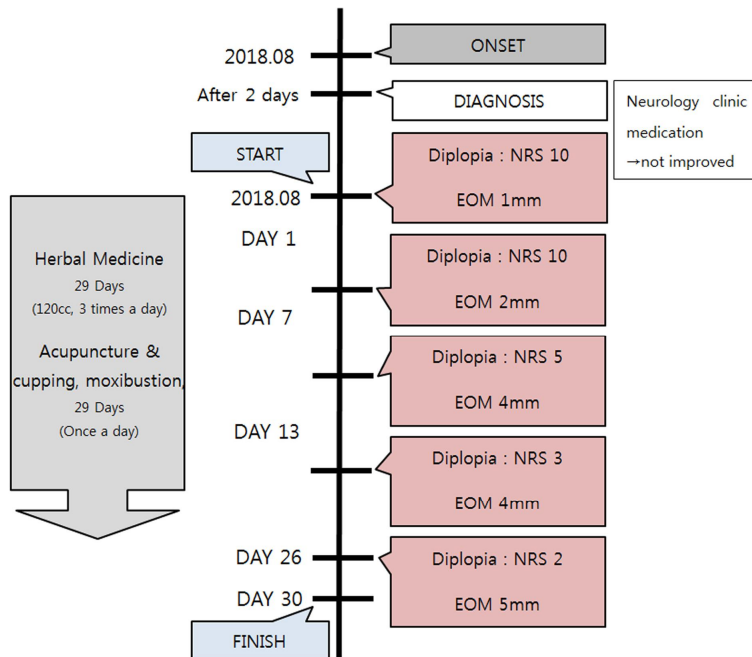 ONSET
2018.08
After 2 days
DIAGNOSIS
Neurology clinic
medication
→not improved
START
Diplopia : NRS 10
EOM 1mm
2018.08
DAY 1
Herbal Medicine
29 Days
(120cc, 3 times a day)
Acupuncture &
cupping, moxibustion,
29 Days
(Once a day)
Diplopia : NRS 10
EOM 2mm
DAY 7
Diplopia : NRS 5
EOM 4mm
DAY 13
Diplopia : NRS 3
EOM 4mm
DAY 26
Diplopia : NRS 2
EOM 5mm
DAY 30
FINISH